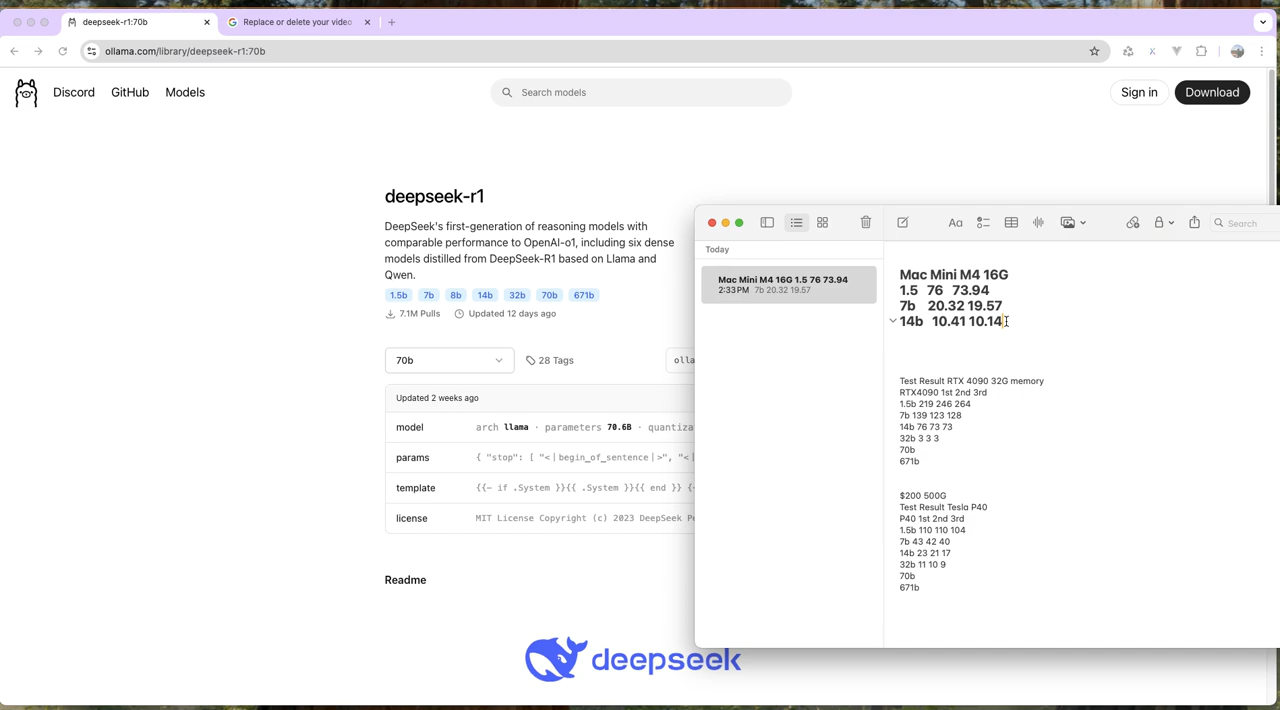 deepseek-r1:70b
Replace or delete your video
ollama.com/library/deepseek-r1:70b
Discord
GitHub
Models
Search models
Sign in
Download
deepseek-r1
DeepSeek's first-generation of reasoning models with
comparable performance to OpenAI-o1, including six dense
models distilled from DeepSeek-R1 based on Llama and
Qwen.
1.5b 7b 8b 14b 32b 70b 671b
7.1M Pulls Updated 12 days ago
70b
28 Tags
olla
Updated 2 weeks ago
model arch llama · parameters 70.6B · quantiza
params { "stop": [ "<|begin_of_sentence|>", "<|
template {{- if .System }}{{ .System }}{{ end }} {-
license MIT License Copyright (c) 2023 DeepSeek
Readme
deepseek
Aa
Search
Today
Mac Mini M4 16G 1.5 76 73.94
2:33 PM 7b 20.32 19.57
Mac Mini M4 16G
1.5 76 73.94
7b 20.32 19.57
14b 10.41 10.14
Test Result RTX 4090 32G memory
RTX4090 1st 2nd 3rd
1.5b 219 246 264
7b 139 123 128
14b 76 73 73
32b 3 3 3
70b
671b
$200 500G
Test Result Tesla P40
P40 1st 2nd 3rd
1.5b 110 110 104
7b 43 42 40
14b 23 21 17
32b 11 10 9
70b
671b